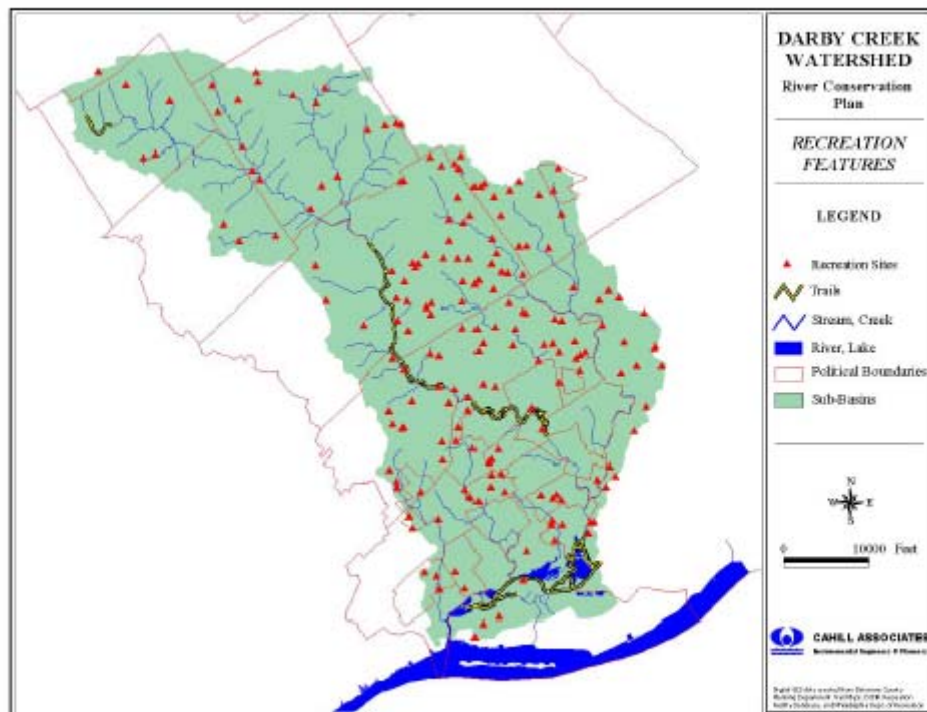 DARBY CREEK
WATERSHED
River Conservation
Plan
RECREATION
FEATURES
LEGEND
Recreation Sites
Trails
Stream, Creek
River, Lake
Political Boundaries
Sub-Basins
N
W E
S
0 10000 Feet
CAHILL ASSOCIATES